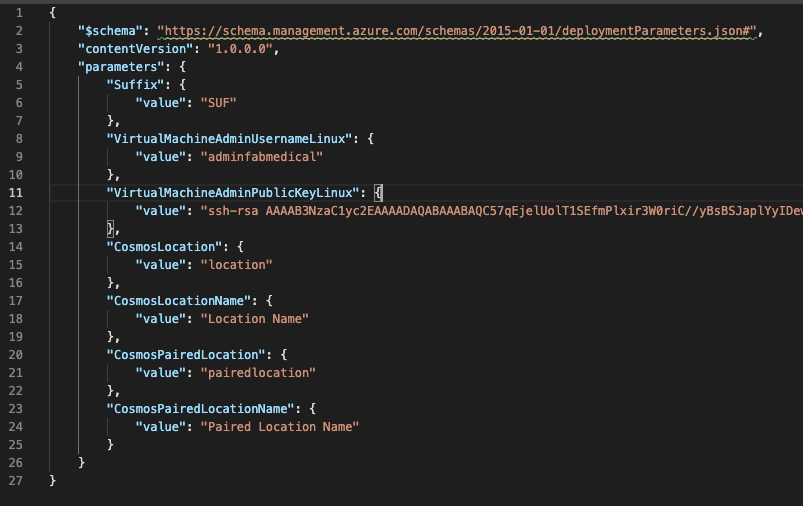 1 {
2 "$schema": "https://schema.management.azure.com/schemas/2015-01-01/deploymentParameters.json#",
3 "contentVersion": "1.0.0.0",
4 "parameters": {
5 "Suffix": {
6 "value": "SUF"
7 },
8 "VirtualMachineAdminUsernameLinux": {
9 "value": "adminfabmedical"
10 },
11 "VirtualMachineAdminPublicKeyLinux": {
12 "value": "ssh-rsa AAAAB3NzaC1yc2EAAAADAQABAAABAQC57qEjelUolT1SEfmPlxir3W0riC//yBsBSJaplYyIDew
13 },
14 "CosmosLocation": {
15 "value": "location"
16 },
17 "CosmosLocationName": {
18 "value": "Location Name"
19 },
20 "CosmosPairedLocation": {
21 "value": "pairedlocation"
22 },
23 "CosmosPairedLocationName": {
24 "value": "Paired Location Name"
25 }
26 }
27 }